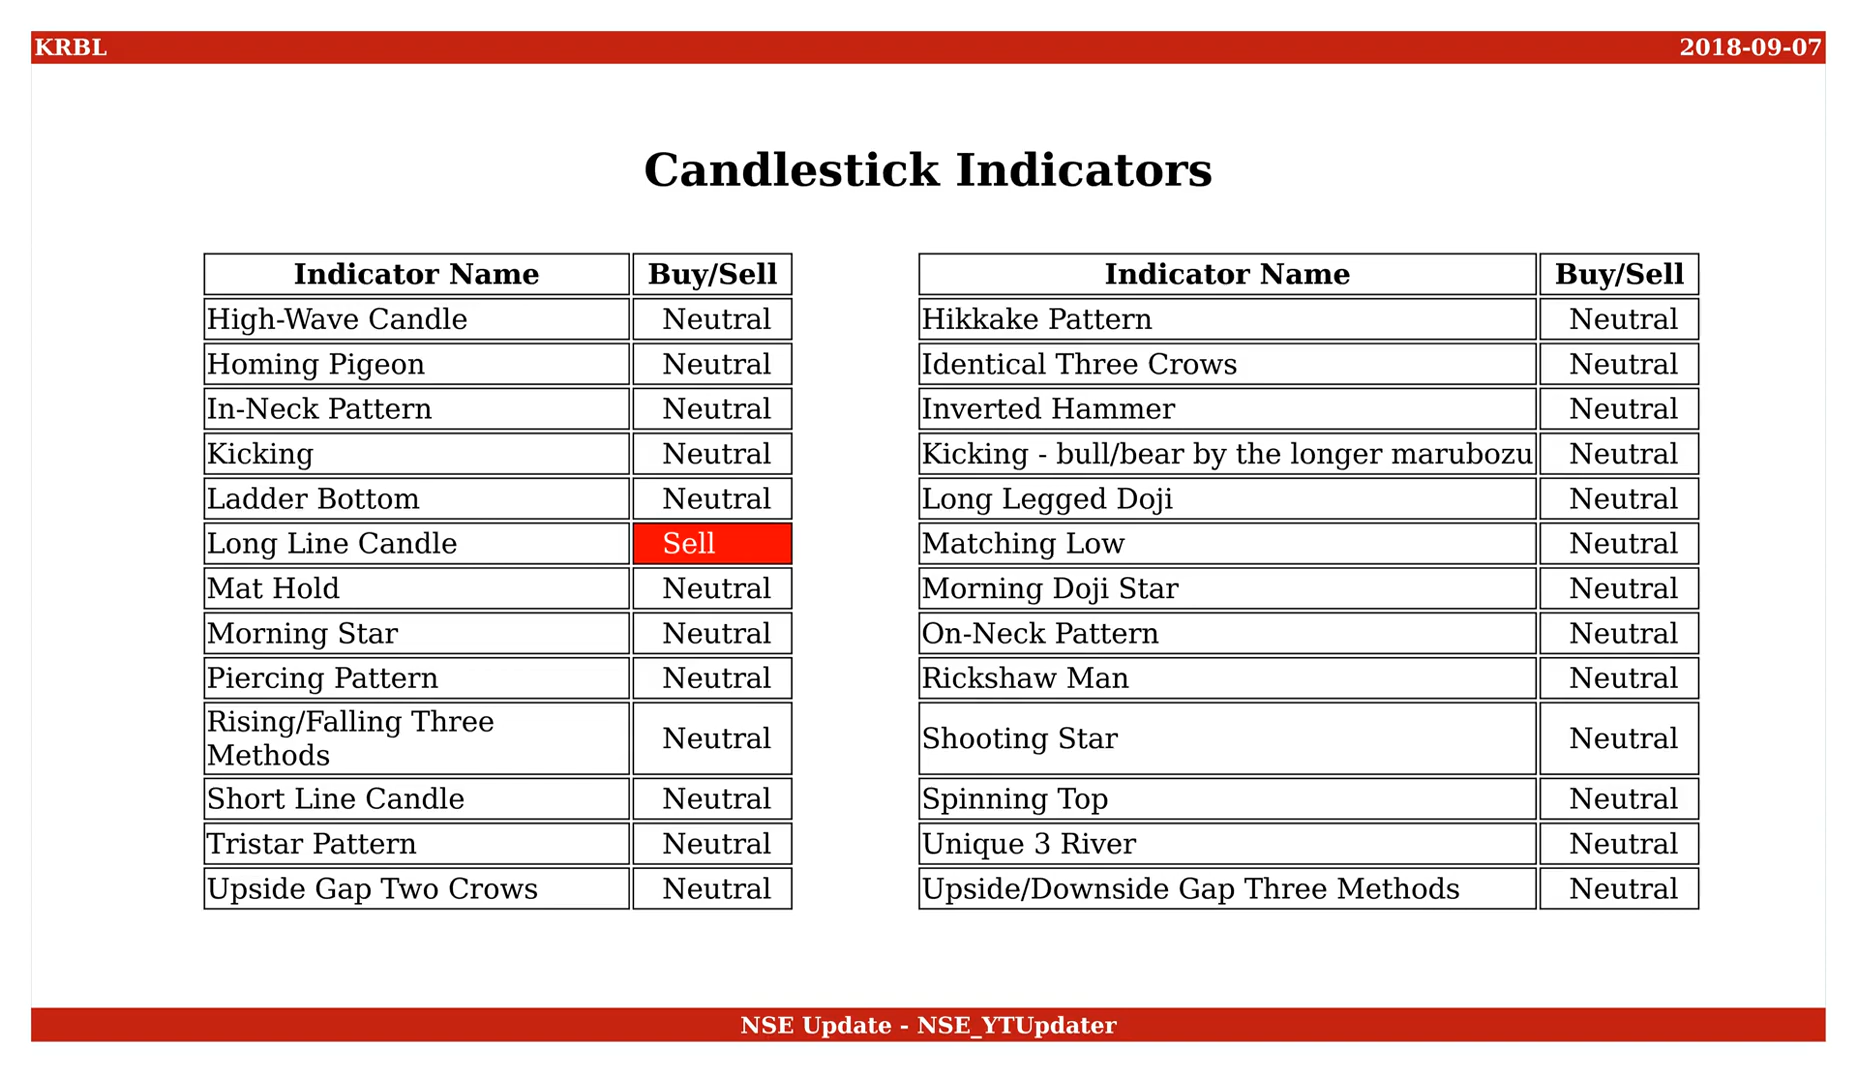 KRBL
2018-09-07
Candlestick Indicators
Indicator Name Buy/Sell
High-Wave Candle Neutral
Homing Pigeon Neutral
In-Neck Pattern Neutral
Kicking Neutral
Ladder Bottom Neutral
Long Line Candle Sell
Mat Hold Neutral
Morning Star Neutral
Piercing Pattern Neutral
Rising/Falling Three
Methods Neutral
Short Line Candle Neutral
Tristar Pattern Neutral
Upside Gap Two Crows Neutral
Indicator Name Buy/Sell
Hikkake Pattern Neutral
Identical Three Crows Neutral
Inverted Hammer Neutral
Kicking - bull/bear by the longer marubozu Neutral
Long Legged Doji Neutral
Matching Low Neutral
Morning Doji Star Neutral
On-Neck Pattern Neutral
Rickshaw Man Neutral
Shooting Star Neutral
Spinning Top Neutral
Unique 3 River Neutral
Upside/Downside Gap Three Methods Neutral
NSE Update - NSE_YTUpdater